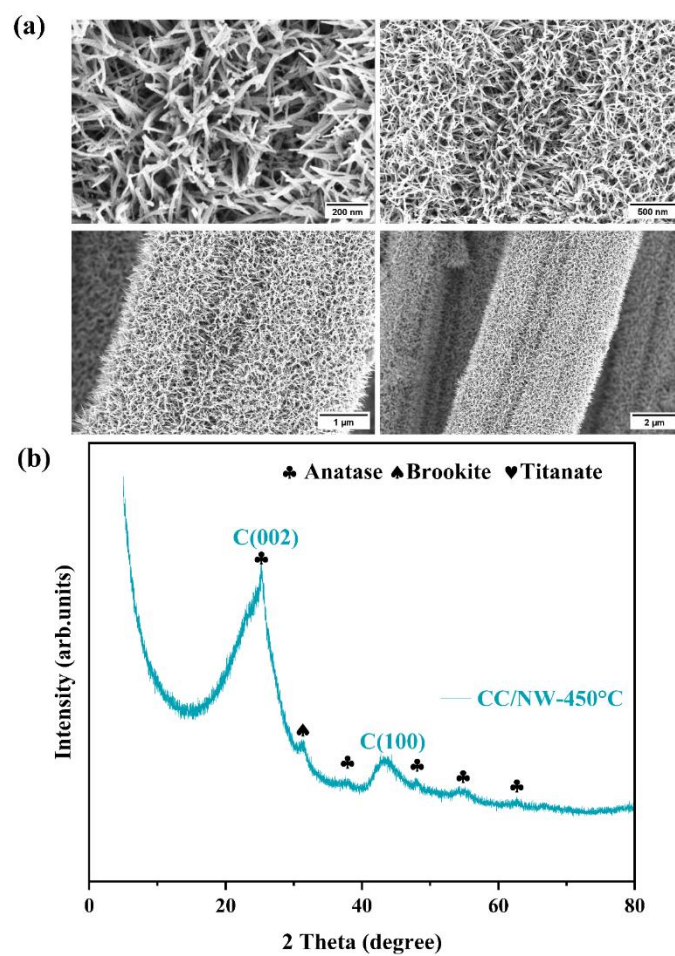 (a)
200 nm
500 nm
1 μm
2 μm
(b)
♣ Anatase ♠Brookite ♥Titanate
C(002)
♣
CC/NW-450°C
♠
C(100)
♣
♣
♣
♣
Intensity (arb.units)
0
20
40
60
80
2 Theta (degree)